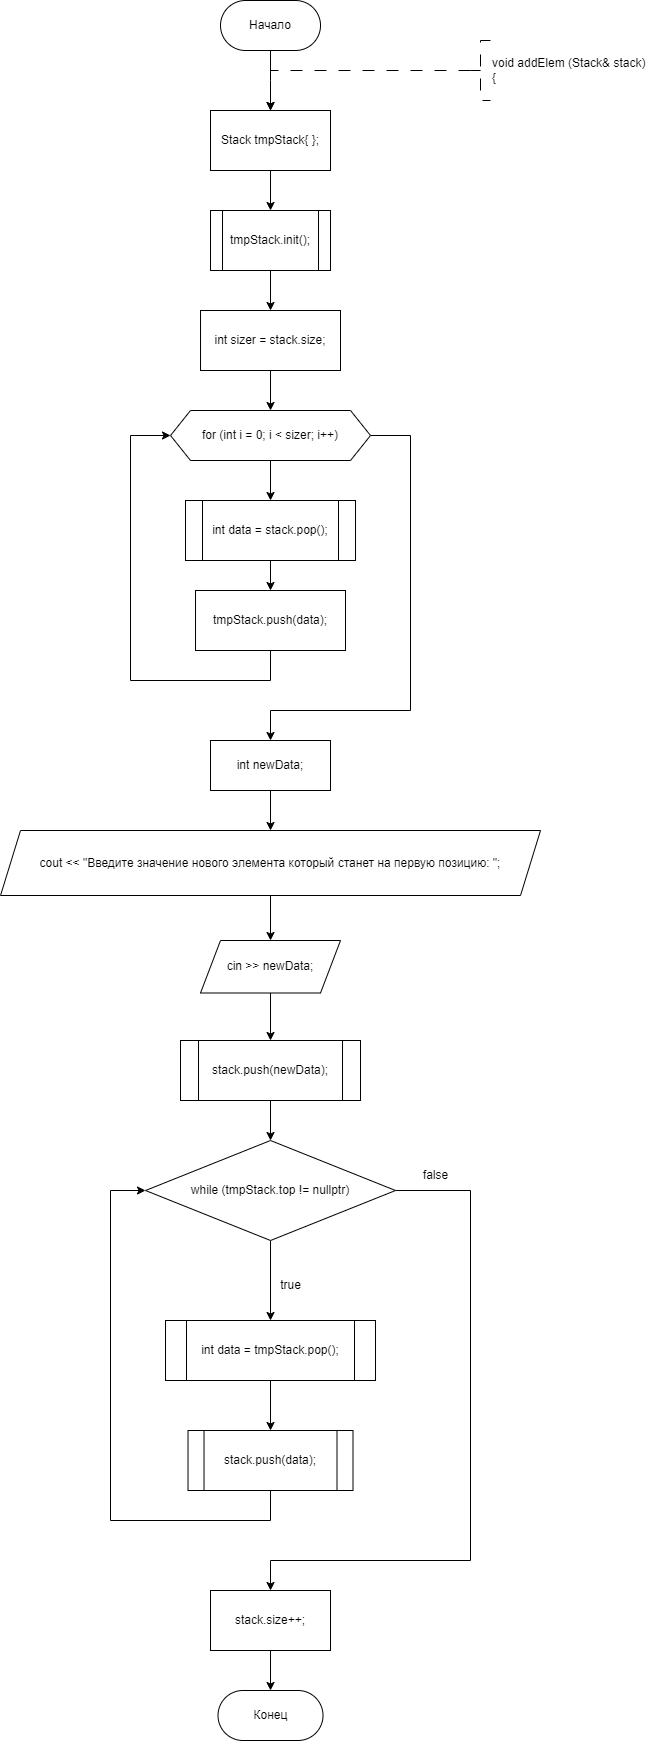 Начало
void addElem (Stack& stack)
{
Stack tmpStack{ };
tmpStack.init();
int sizer = stack.size;
for (int i = 0; i < sizer; i++)
int data = stack.pop();
tmpStack.push(data);
int newData;
cout << "Введите значение нового элемента который станет на первую позицию: ";
cin >> newData;
stack.push(newData);
while (tmpStack.top != nullptr)
false
true
int data = tmpStack.pop();
stack.push(data);
stack.size++;
Конец